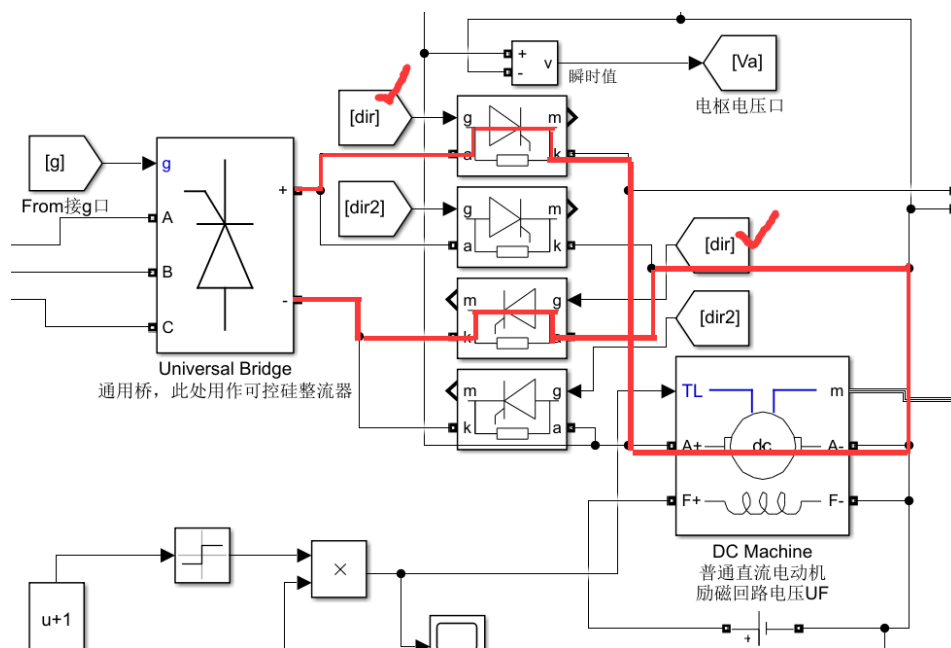 +
-
v
瞬时值
[Va]
电枢电压口
[dir]
g
m
a
k
[g]
From接g口
g
A
B
C
+
-
Universal Bridge
通用桥，此处用作可控硅整流器
[dir2]
g
m
a
k
[dir]
m
g
k
a
[dir2]
m
g
k
a
TL
m
A+
dc
A-
F+
F-
DC Machine
普通直流电动机
励磁回路电压UF
×
u+1
+